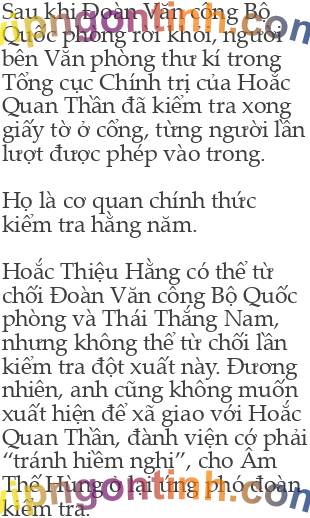 Sau khi Đoàn Văn công Bộ
Quốc phòng rời khỏi, người
bên Văn phòng thư kí trong
Tổng cục Chính trị của Hoắc
Quan Thần đã kiểm tra xong
giấy tờ ở cổng, từng người lần
lượt được phép vào trong.
Họ là cơ quan chính thức
kiểm tra hằng năm.
Hoắc Thiệu Hằng có thể từ
chối Đoàn Văn công Bộ Quốc
phòng và Thái Thắng Nam,
nhưng không thể từ chối lần
kiểm tra đột xuất này. Đương
nhiên, anh cũng không muốn
xuất hiện để xã giao với Hoắc
Quan Thần, đành viện cớ phải
“tránh hiềm nghi”, cho Âm
Thế Hùng ở lại ứng phó đoàn
kiểm tra.